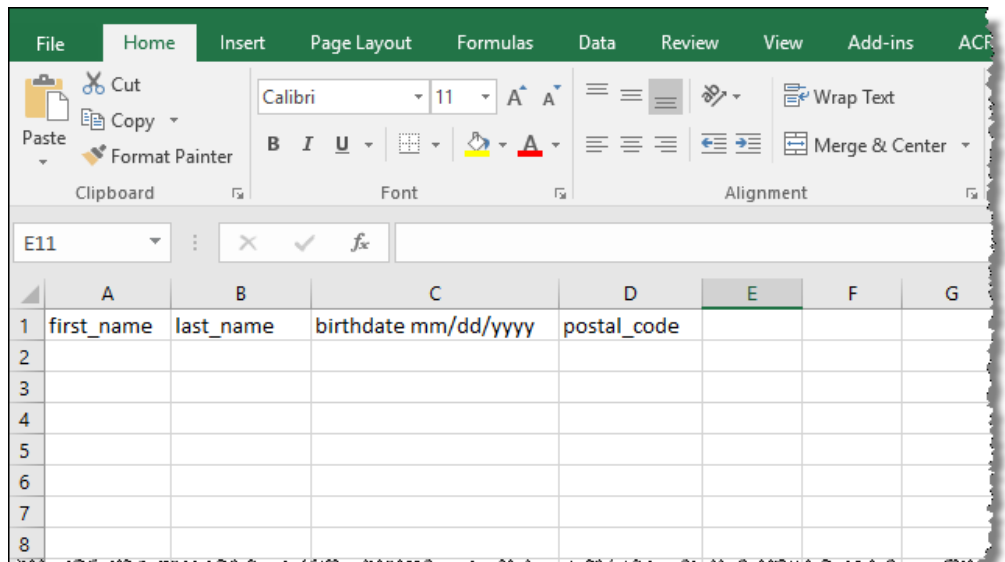 File Home Insert Page Layout Formulas Data Review View Add-ins
Cut
Copy
Paste
Format Painter
Clipboard
Calibri 11 A A
B I U A
Font
Wrap Text
Merge & Center
Alignment
E11 fx
A B C D E F G
1 first_name last_name birthdate mm/dd/yyyy postal_code
2
3
4
5
6
7
8